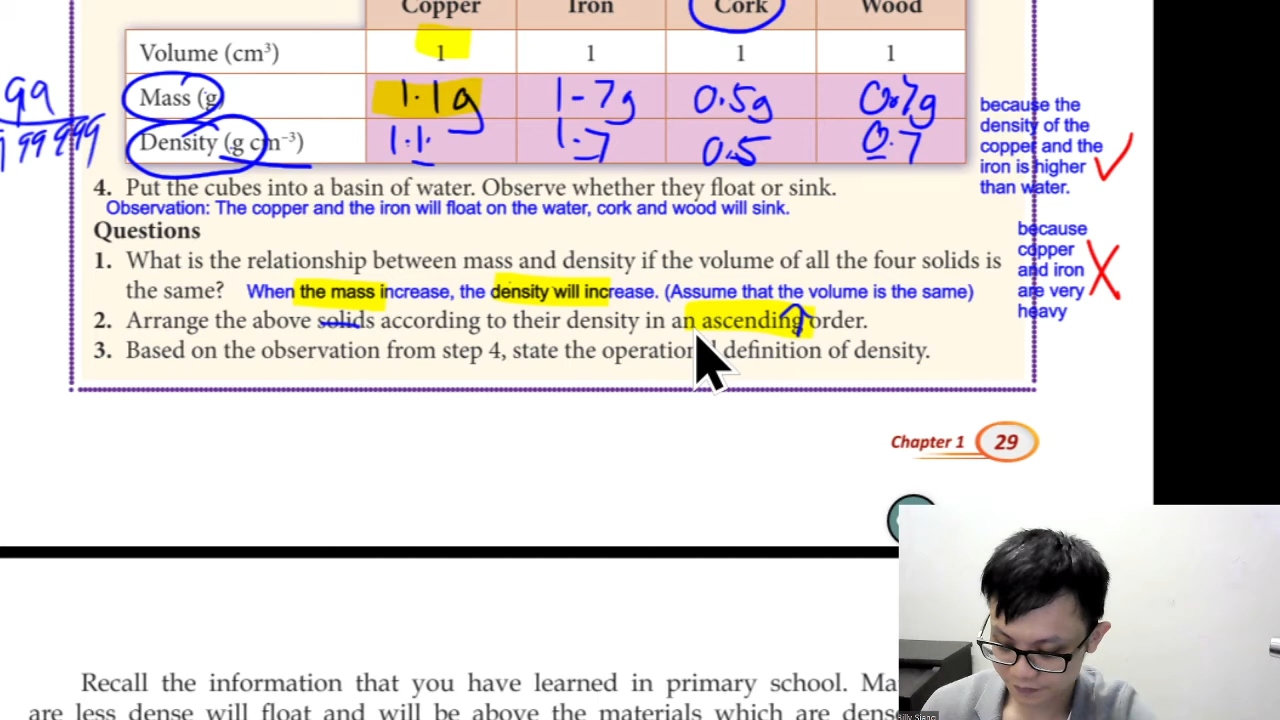 Copper Iron Cork Wood
Volume (cm³) 1 1 1 1
99
Mass (g) 1.1g 1-7g 0.5g 0.7g
Density (g cm⁻³) 1.1 1-7 0.5 0.7
because the
density of the
copper and the
iron is higher
than water.
4. Put the cubes into a basin of water. Observe whether they float or sink.
Observation: The copper and the iron will float on the water, cork and wood will sink.
Questions
1. What is the relationship between mass and density if the volume of all the four solids is
the same? When the mass increase, the density will increase. (Assume that the volume is the same)
2. Arrange the above solids according to their density in an ascending order.
3. Based on the observation from step 4, state the operational definition of density.
because
copper
and iron
are very
heavy
Chapter 1 29
Recall the information that you have learned in primary school. Ma
are less dense will float and will be above the materials which are dens
Billy Siang